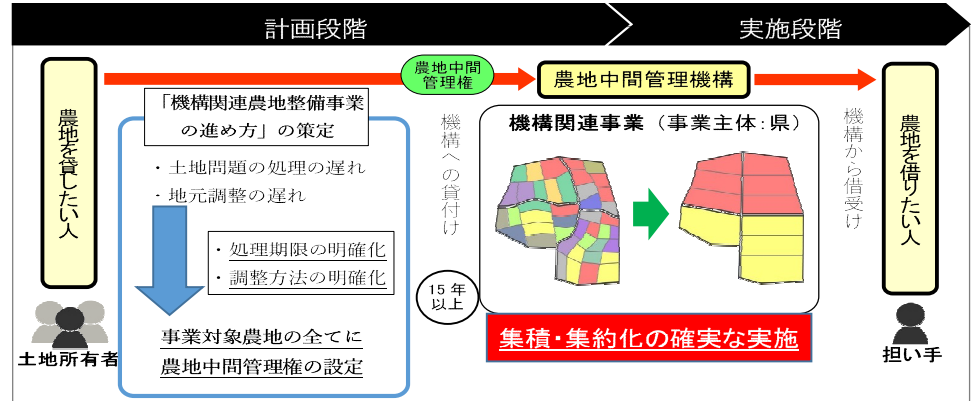 計画段階
実施段階
農地を貸したい人
土地所有者
農地中間
管理権
「機構関連農地整備事業
の進め方」の策定
・土地問題の処理の遅れ
・地元調整の遅れ
・処理期限の明確化
・調整方法の明確化
事業対象農地の全てに
農地中間管理権の設定
機構への貸付け
15年
以上
農地中間管理機構
機構関連事業（事業主体：県）
集積・集約化の確実な実施
機構から借受け
農地を借りたい人
担い手